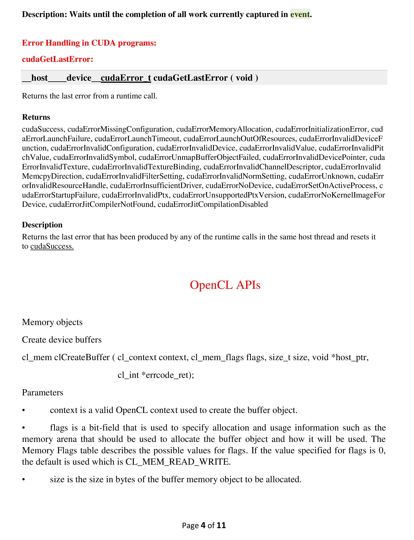 Description: Waits until the completion of all work currently captured in event.
Error Handling in CUDA programs:
cudaGetLastError:
__host____device__cudaError_t cudaGetLastError ( void )
Returns the last error from a runtime call.
Returns
cudaSuccess, cudaErrorMissingConfiguration, cudaErrorMemoryAllocation, cudaErrorInitializationError, cud
aErrorLaunchFailure, cudaErrorLaunchTimeout, cudaErrorLaunchOutOfResources, cudaErrorInvalidDeviceF
unction, cudaErrorInvalidConfiguration, cudaErrorInvalidDevice, cudaErrorInvalidValue, cudaErrorInvalidPit
chValue, cudaErrorInvalidSymbol, cudaErrorUnmapBufferObjectFailed, cudaErrorInvalidDevicePointer, cuda
ErrorInvalidTexture, cudaErrorInvalidTextureBinding, cudaErrorInvalidChannelDescriptor, cudaErrorInvalid
MemcpyDirection, cudaErrorInvalidFilterSetting, cudaErrorInvalidNormSetting, cudaErrorUnknown, cudaErr
orInvalidResourceHandle, cudaErrorInsufficientDriver, cudaErrorNoDevice, cudaErrorSetOnActiveProcess, c
udaErrorStartupFailure, cudaErrorInvalidPtx, cudaErrorUnsupportedPtxVersion, cudaErrorNoKernelImageFor
Device, cudaErrorJitCompilerNotFound, cudaErrorJitCompilationDisabled
Description
Returns the last error that has been produced by any of the runtime calls in the same host thread and resets it
to cudaSuccess.
OpenCL APIs
Memory objects
Create device buffers
cl_mem clCreateBuffer ( cl_context context, cl_mem_flags flags, size_t size, void *host_ptr,
cl_int *errcode_ret);
Parameters
• context is a valid OpenCL context used to create the buffer object.
• flags is a bit-field that is used to specify allocation and usage information such as the
memory arena that should be used to allocate the buffer object and how it will be used. The
Memory Flags table describes the possible values for flags. If the value specified for flags is 0,
the default is used which is CL_MEM_READ_WRITE.
• size is the size in bytes of the buffer memory object to be allocated.
Page 4 of 11